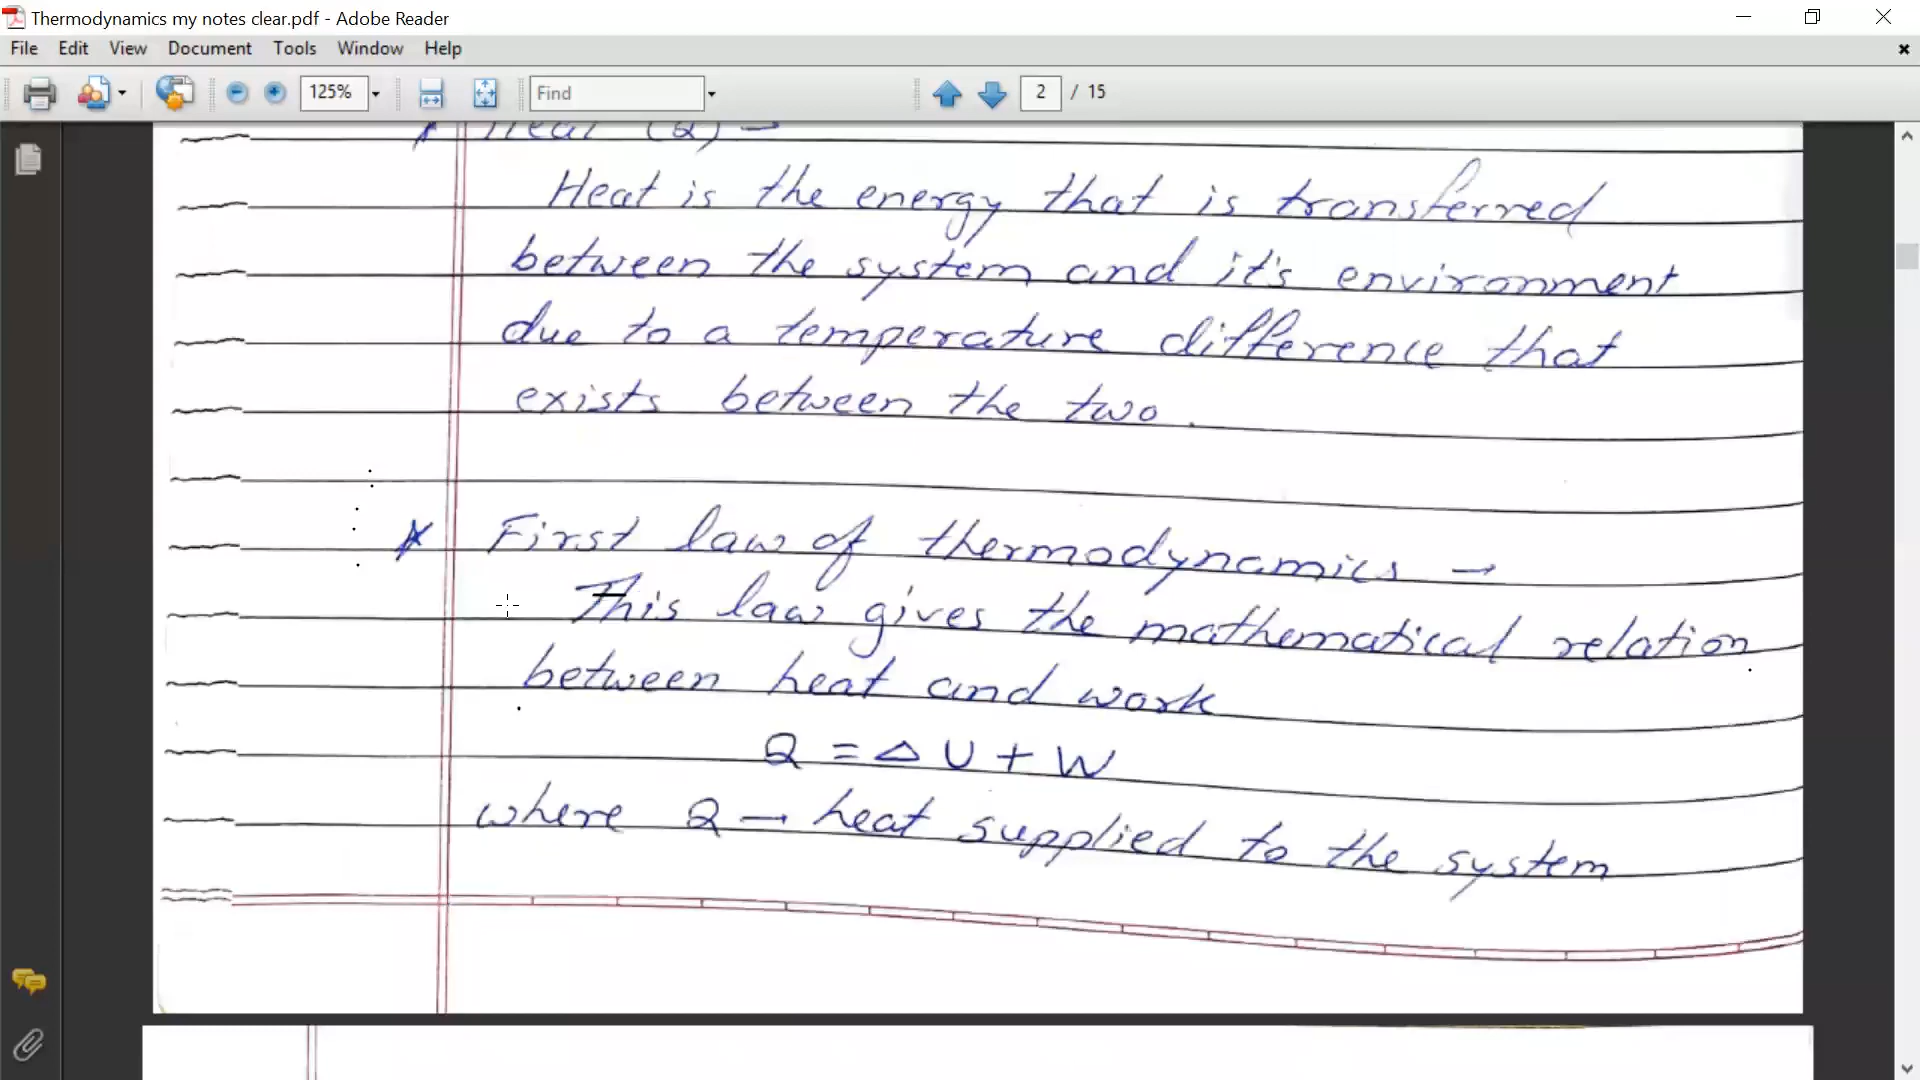 Thermodynamics my notes clear.pdf - Adobe Reader
File Edit View Document Tools Window Help
125% Find 2 / 15
* Heat (Q) →
Heat is the energy that is transferred
between the system and it's environment
due to a temperature difference that
exists between the two.
* First law of thermodynamics →
This law gives the mathematical relation
between heat and work
Q = △ U + W
where Q → heat supplied to the system